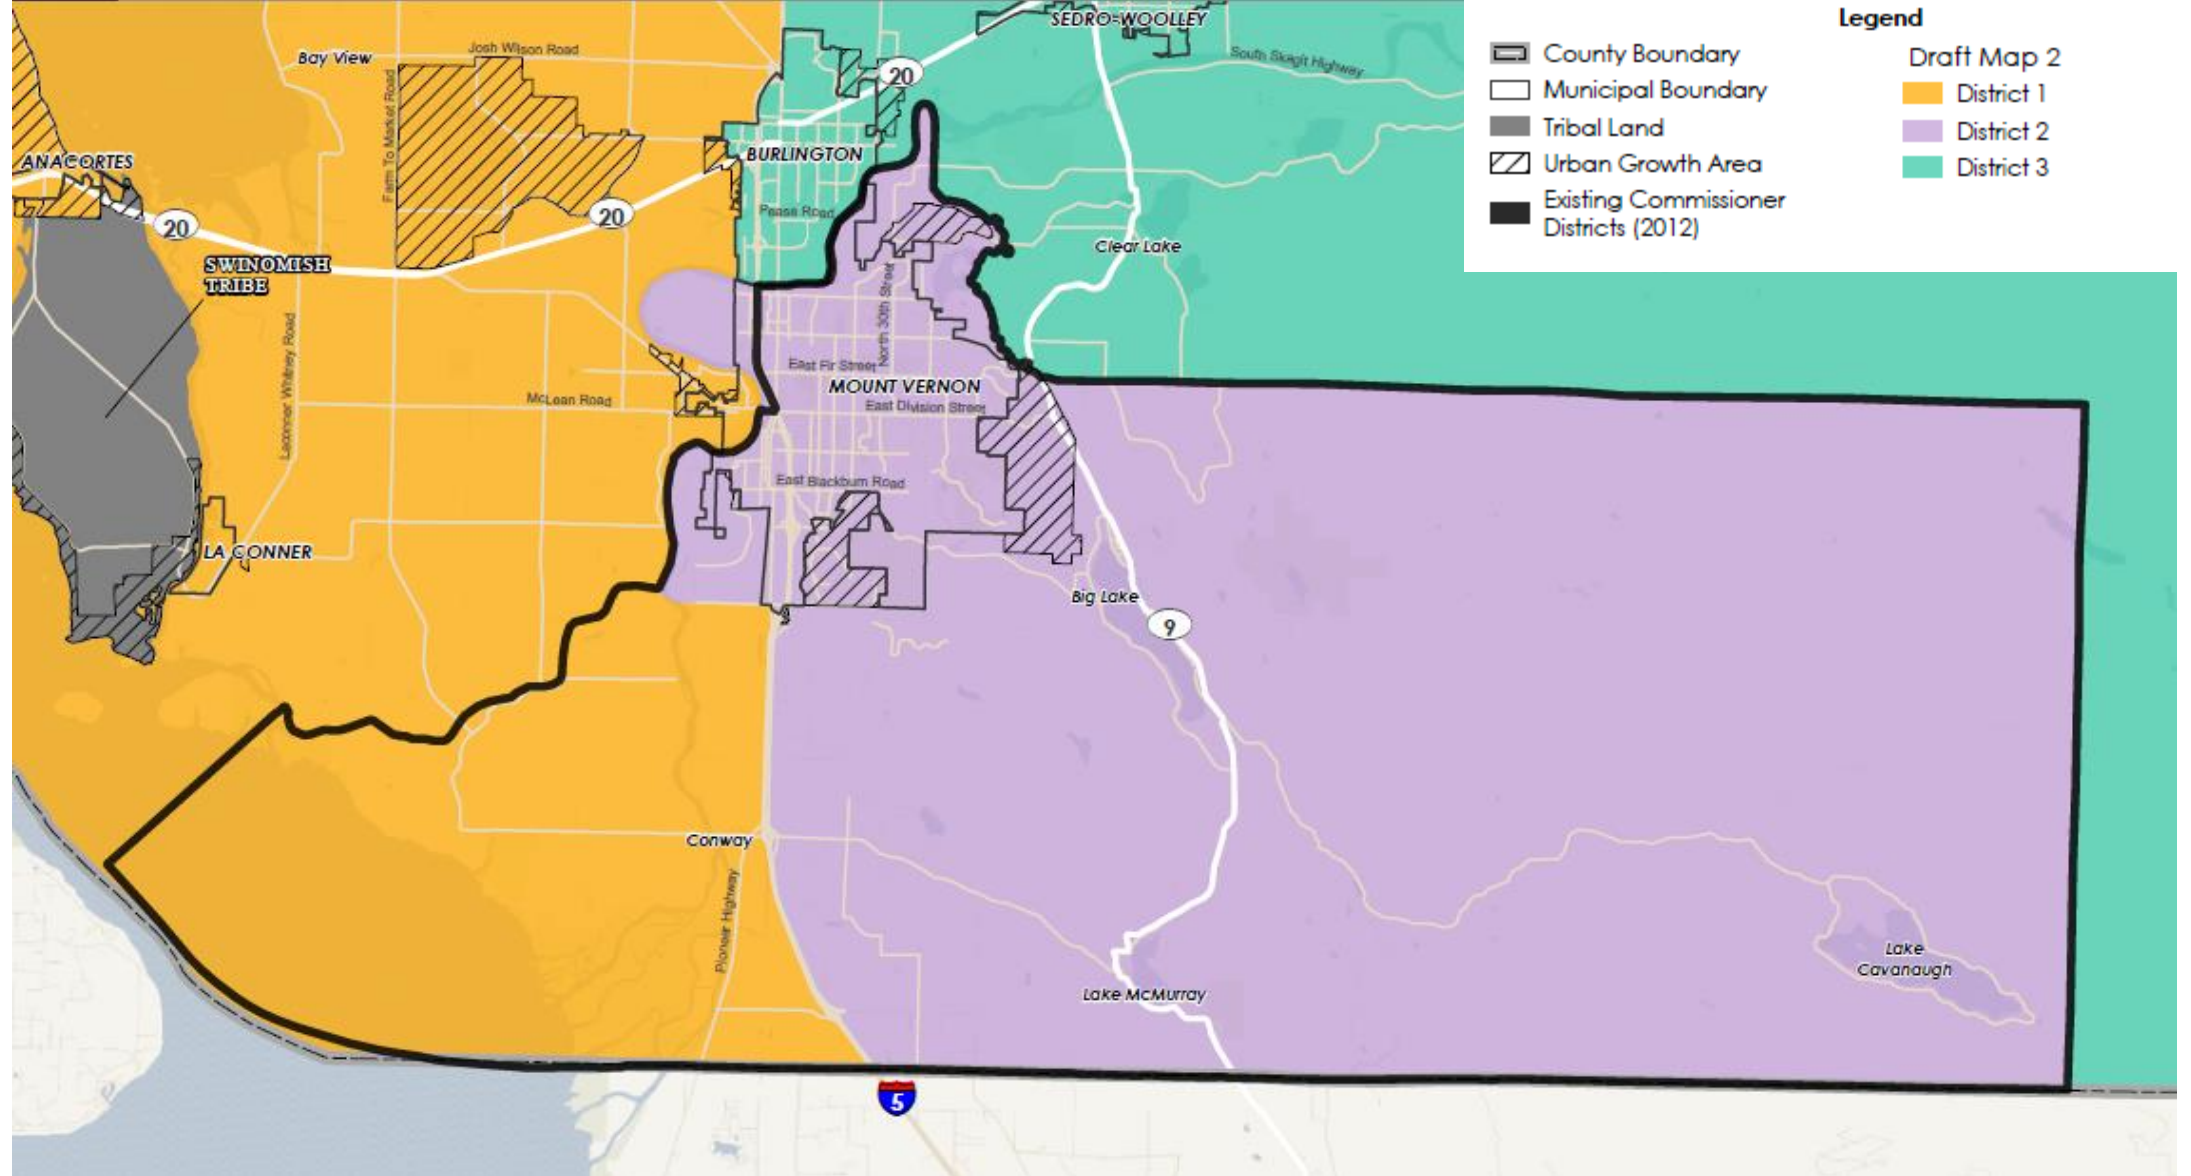 Legend
County Boundary
Municipal Boundary
Tribal Land
Urban Growth Area
Existing Commissioner
Districts (2012)
Draft Map 2
District 1
District 2
District 3
SEDRO-WOOLLEY
Bay View
Josh Wilson Road
South Skagit Highway
20
Farm To Market Road
ANACORTES
BURLINGTON
20
20
Pease Road
Clear Lake
SWINOMISH
TRIBE
North 30th Street
Laconner Whitney Road
East Fir Street
MOUNT VERNON
McLean Road
East Division Street
East Blackburn Road
LA CONNER
Big Lake
9
Conway
Pioneer Highway
Lake
Cavanaugh
Lake McMurray
5